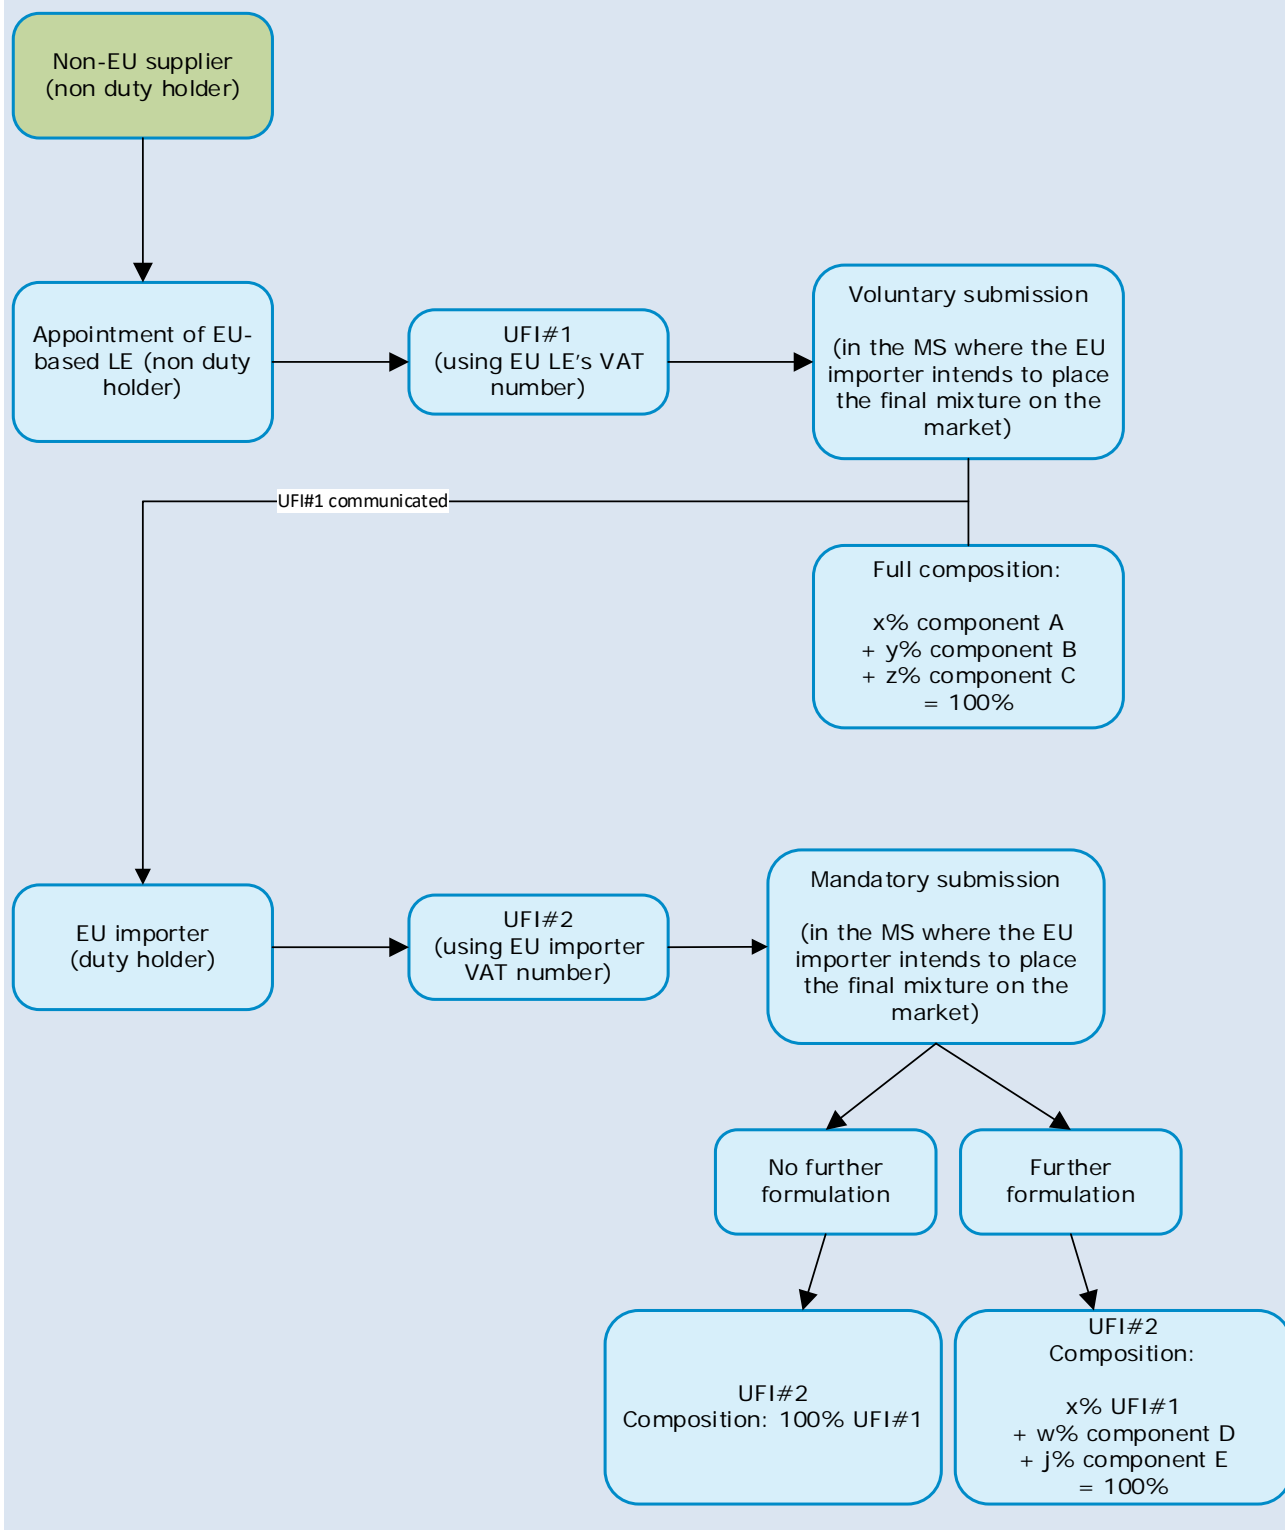 Non-EU supplier
(non duty holder)
Appointment of EU-
based LE (non duty
holder)
UFI#1
(using EU LE's VAT
number)
Voluntary submission
(in the MS where the EU
importer intends to place
the final mixture on the
market)
UFI#1 communicated
Full composition:
x% component A
+ y% component B
+ z% component C
= 100%
EU importer
(duty holder)
UFI#2
(using EU importer
VAT number)
Mandatory submission
(in the MS where the EU
importer intends to place
the final mixture on the
market)
No further
formulation
Further
formulation
UFI#2
Composition: 100% UFI#1
UFI#2
Composition:
x% UFI#1
+ w% component D
+ j% component E
= 100%